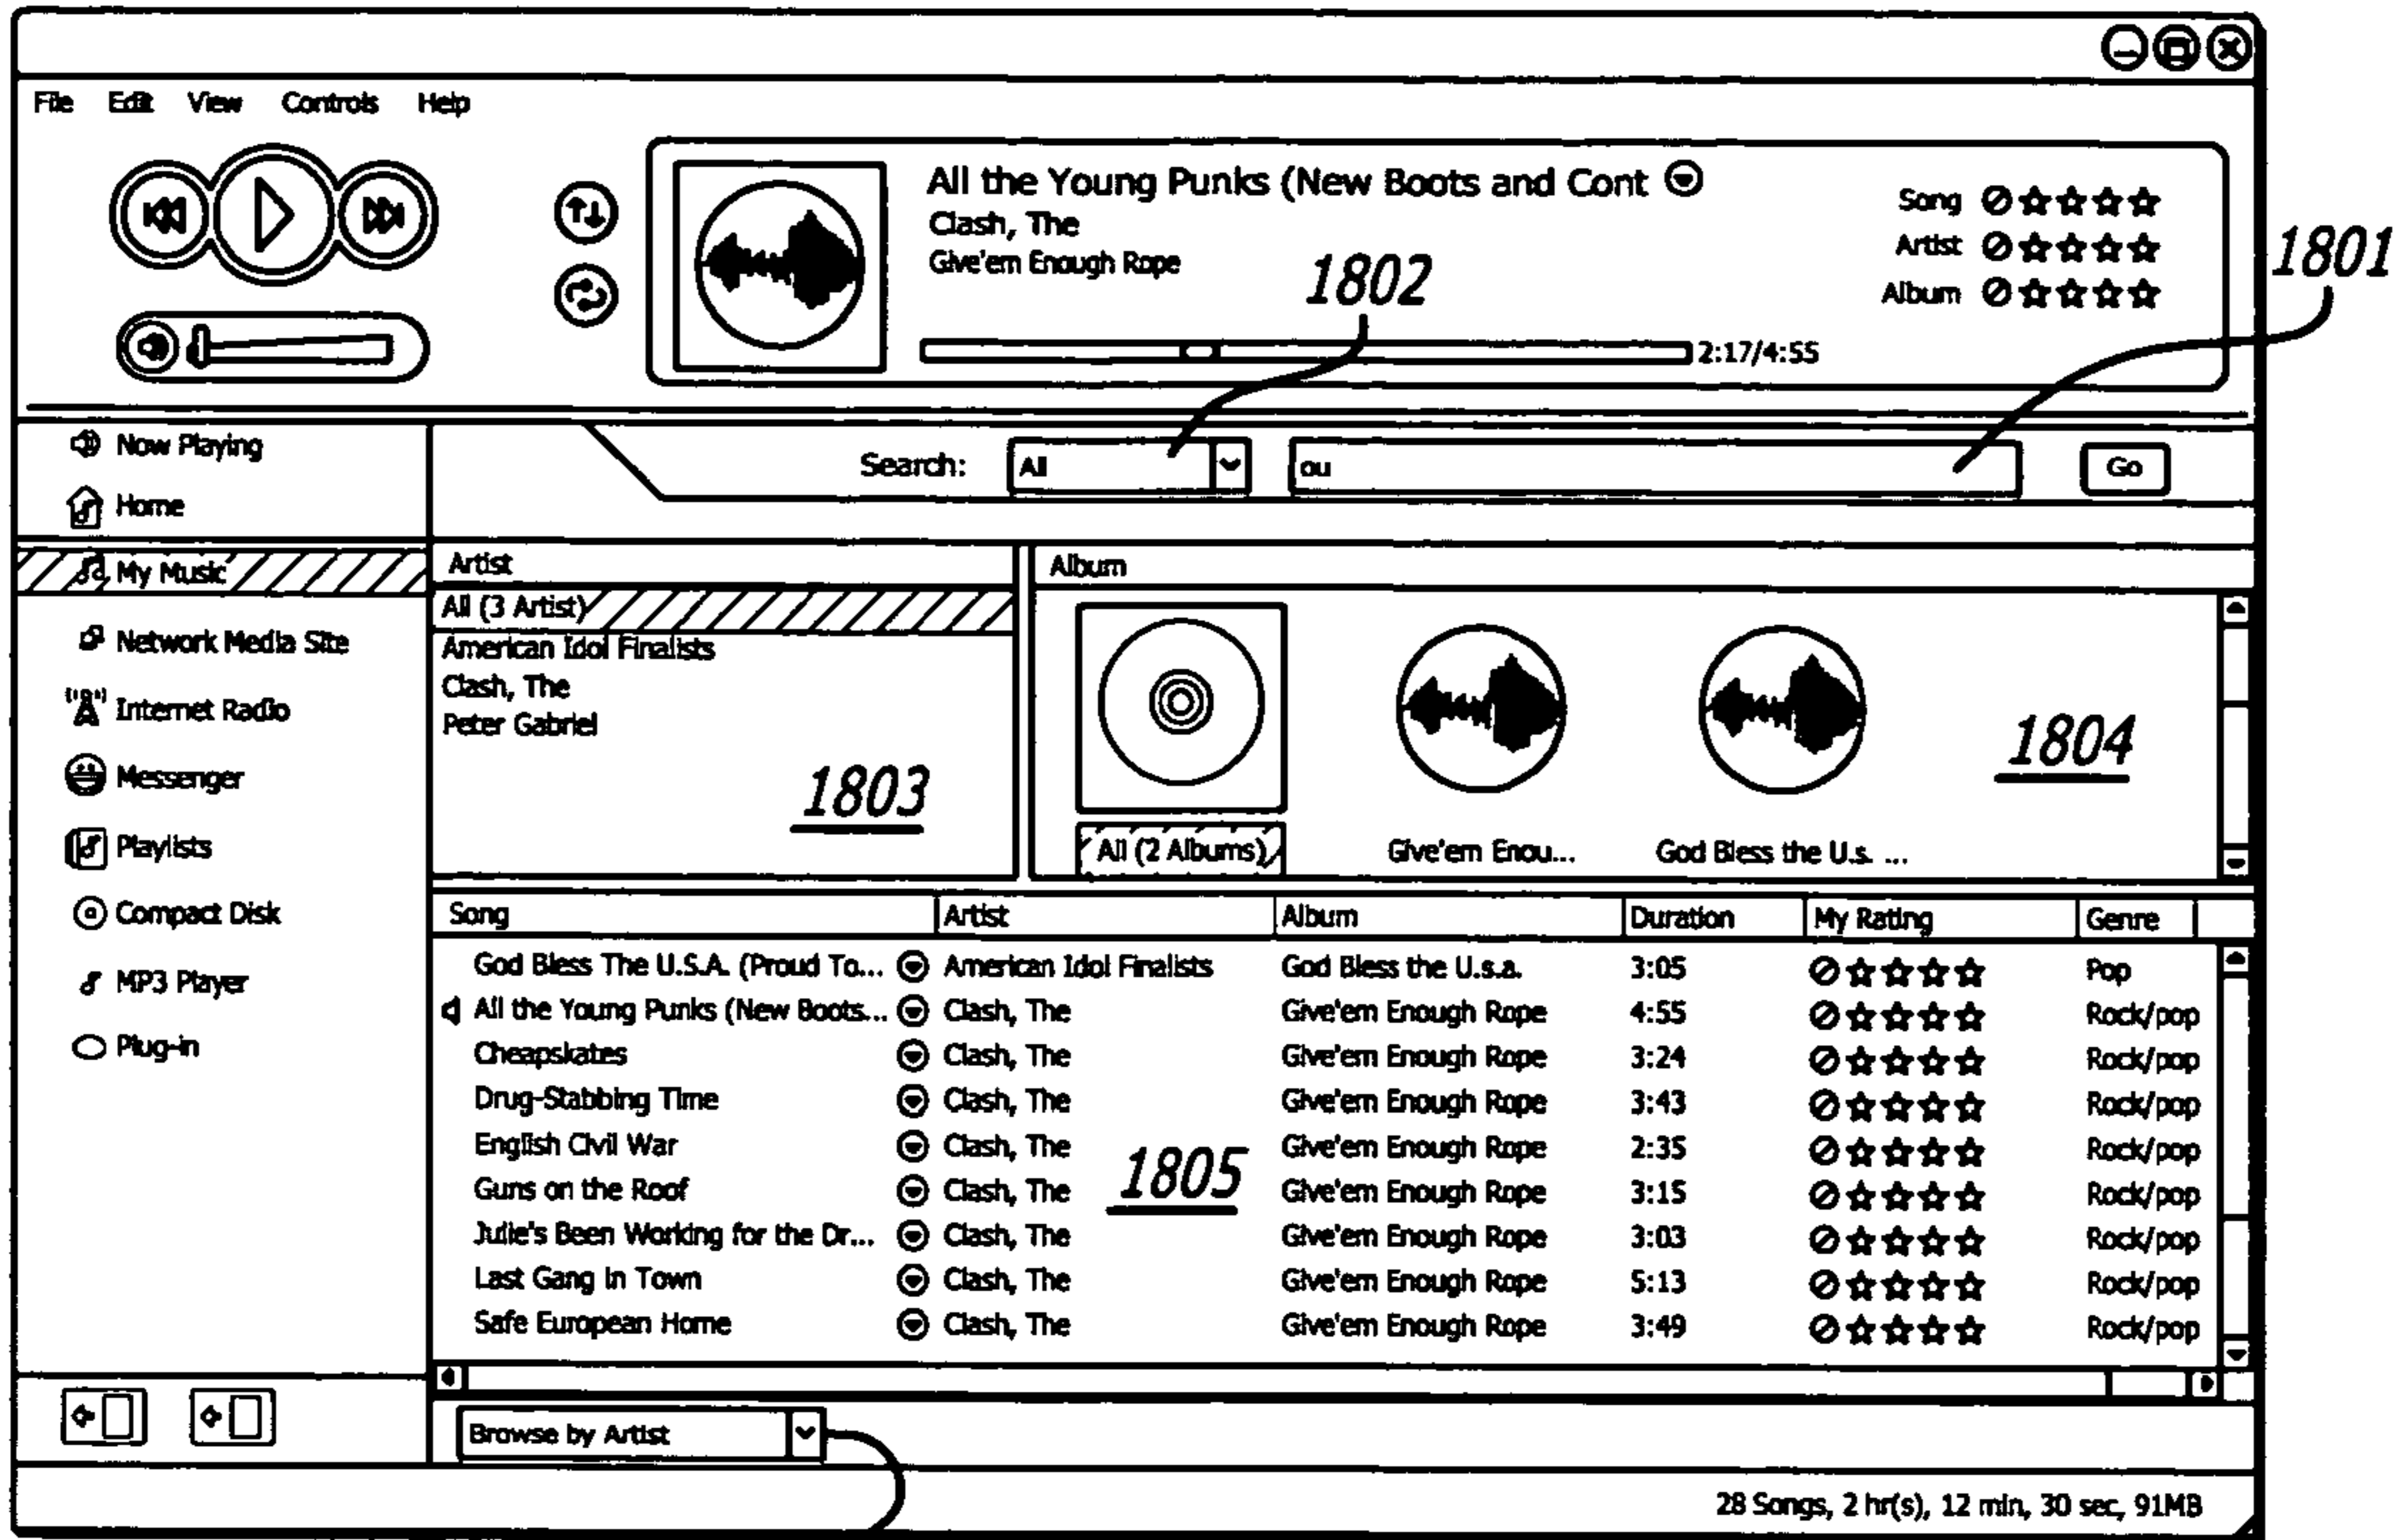 File Edit View Controls Help
All the Young Punks (New Boots and Cont
Clash, The
Give'em Enough Rope
2:17/4:55
Song
Artist
Album
1801
1802
Now Playing
Home
My Music
Network Media Site
Internet Radio
Messenger
Playlists
Compact Disk
MP3 Player
Plug-in
Search: All ou Go
Artist
All (3 Artist)
American Idol Finalists
Clash, The
Peter Gabriel
1803
Album
All (2 Albums) Give'em Enou... God Bless the U.s. ...
1804
Song Artist Album Duration My Rating Genre
God Bless The U.S.A. (Proud To... American Idol Finalists God Bless the U.s.a. 3:05 Pop
All the Young Punks (New Boots... Clash, The Give'em Enough Rope 4:55 Rock/pop
Cheapskates Clash, The Give'em Enough Rope 3:24 Rock/pop
Drug-Stabbing Time Clash, The Give'em Enough Rope 3:43 Rock/pop
English Civil War Clash, The Give'em Enough Rope 2:35 Rock/pop
Guns on the Roof Clash, The Give'em Enough Rope 3:15 Rock/pop
Julie's Been Working for the Dr... Clash, The Give'em Enough Rope 3:03 Rock/pop
Last Gang in Town Clash, The Give'em Enough Rope 5:13 Rock/pop
Safe European Home Clash, The Give'em Enough Rope 3:49 Rock/pop
1805
Browse by Artist
28 Songs, 2 hr(s), 12 min, 30 sec, 91MB